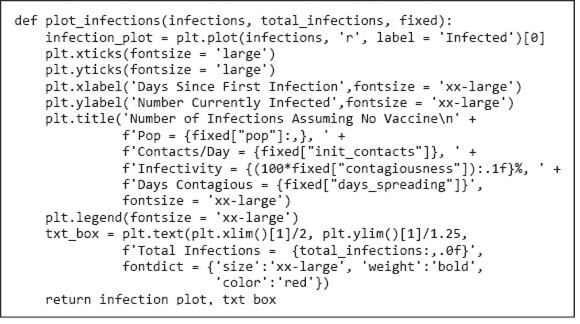 def plot_infections(infections, total_infections, fixed):
    infection_plot = plt.plot(infections, 'r', label = 'Infected')[0]
    plt.xticks(fontsize = 'large')
    plt.yticks(fontsize = 'large')
    plt.xlabel('Days Since First Infection',fontsize = 'xx-large')
    plt.ylabel('Number Currently Infected',fontsize = 'xx-large')
    plt.title('Number of Infections Assuming No Vaccine\n' +
              f'Pop = {fixed["pop"]:,}, ' +
              f'Contacts/Day = {fixed["init_contacts"]}, ' +
              f'Infectivity = {(100*fixed["contagiousness"]):.1f}%, ' +
              f'Days Contagious = {fixed["days_spreading"]}',
              fontsize = 'xx-large')
    plt.legend(fontsize = 'xx-large')
    txt_box = plt.text(plt.xlim()[1]/2, plt.ylim()[1]/1.25,
              f'Total Infections =  {total_infections:,.0f}',
              fontdict = {'size':'xx-large', 'weight':'bold',
                          'color':'red'})
    return infection_plot, txt_box